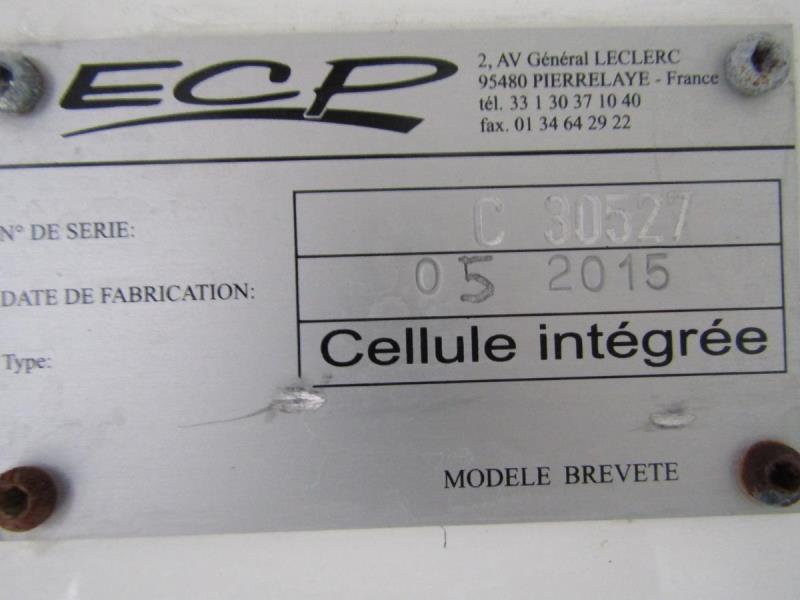 ECP
2, AV Général LECLERC
95480 PIERRELAYE - France
tél. 33 1 30 37 10 40
fax. 01 34 64 29 22
N° DE SERIE: C 30527
DATE DE FABRICATION: 05 2015
Type: Cellule intégrée
MODELE BREVETE